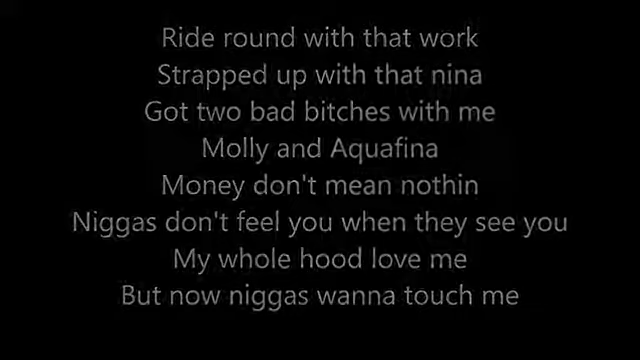 Ride round with that work
Strapped up with that nina
Got two bad bitches with me
Molly and Aquafina
Money don't mean nothin
Niggas don't feel you when they see you
My whole hood love me
But now niggas wanna touch me